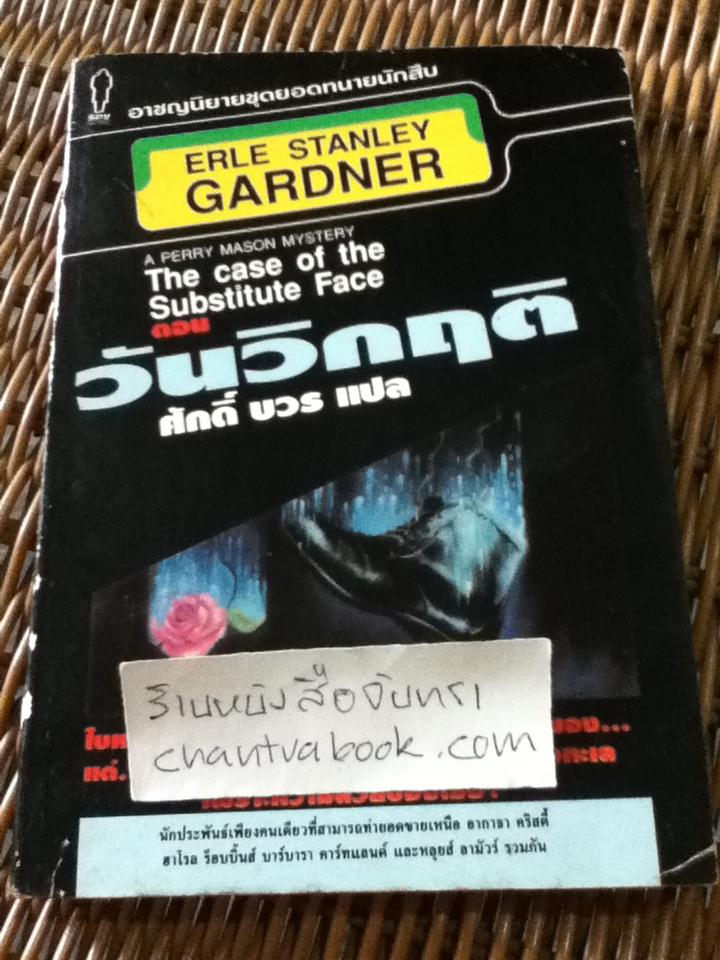 อาชญนิยายชุดยอดทนายนักสืบ
SPY
ERLE STANLEY
GARDNER
A PERRY MASON MYSTERY
The case of the
Substitute Face
ตอน
วันวิกฤติ
ศักดิ์ บวร แปล
ร้านหนังสือจันทรา
chantrabook.com
นักประพันธ์เพียงคนเดียวที่สามารถทำยอดขายเหนือ อากาธา คริสตี้
ฮาโรล ร็อบบิ้นส์ บาร์บารา คาร์ทแลนด์ และหลุยส์ ลามัวร์ รวมกัน